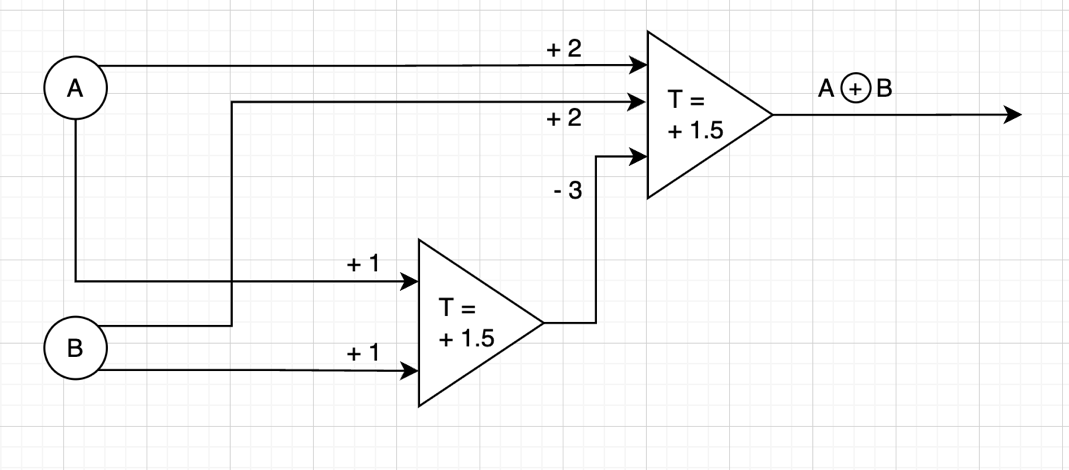 + 2
A
A ⊕ B
T =
+ 1.5
+ 2
- 3
+ 1
T =
+ 1.5
B
+ 1